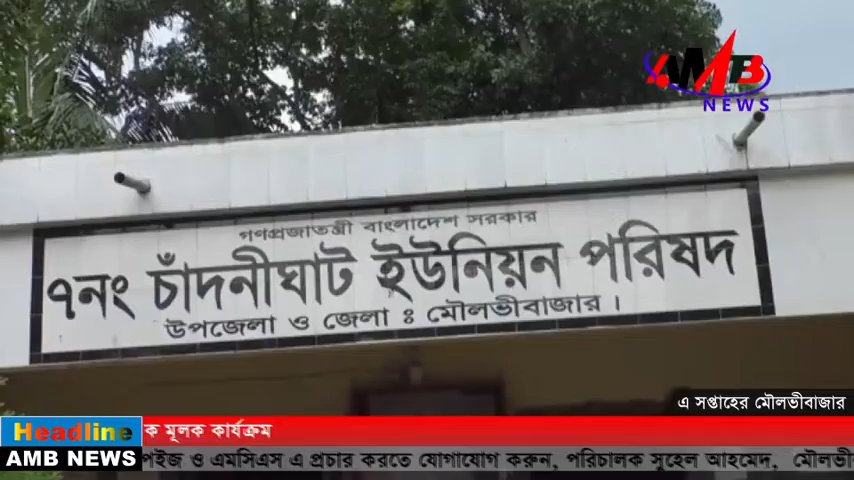 AMB
NEWS
গণপ্রজাতন্ত্রী বাংলাদেশ সরকার
৭নং চাঁদনীঘাট ইউনিয়ন পরিষদ
উপজেলা ও জেলা ঃ মৌলভীবাজার ।
এ সপ্তাহের মৌলভীবাজার
Headline
ক মূলক কার্যক্রম
AMB NEWS
পইজ ও এমসিএস এ প্রচার করতে যোগাযোগ করুন, পরিচালক সুহেল আহমেদ, মৌলভী